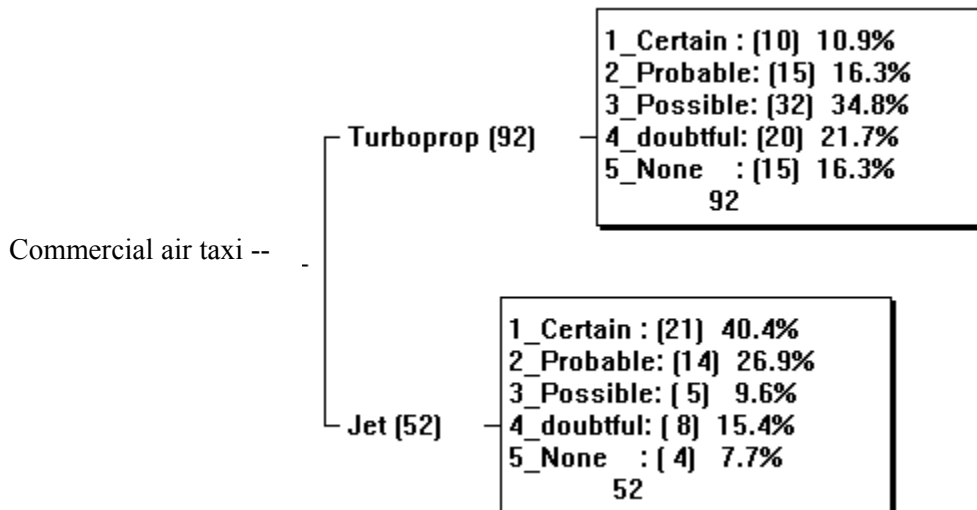 1_Certain : (10) 10.9%
2_Probable: (15) 16.3%
3_Possible: (32) 34.8%
Turboprop (92)
4_doubtful: (20) 21.7%
5_None : (15) 16.3%
92
Commercial air taxi --
1_Certain : (21) 40.4%
2_Probable: (14) 26.9%
3_Possible: ( 5) 9.6%
Jet (52)
4_doubtful: ( 8) 15.4%
5_None : ( 4) 7.7%
52